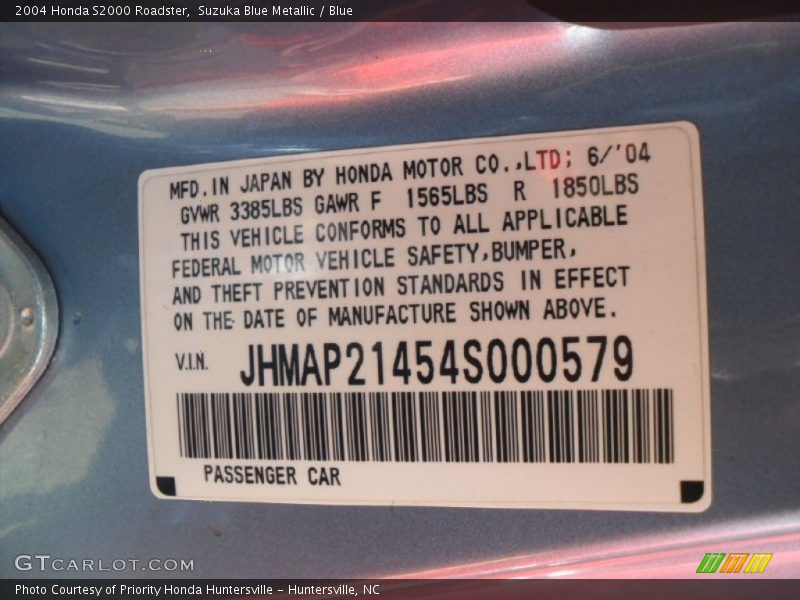 2004 Honda S2000 Roadster, Suzuka Blue Metallic / Blue
MFD. IN JAPAN BY HONDA MOTOR CO.,LTD; 6/'04
GVWR 3385LBS GAWR F 1565LBS R 1850LBS
THIS VEHICLE CONFORMS TO ALL APPLICABLE
FEDERAL MOTOR VEHICLE SAFETY,BUMPER,
AND THEFT PREVENTION STANDARDS IN EFFECT
ON THE DATE OF MANUFACTURE SHOWN ABOVE.
V.I.N. JHMAP21454S000579
PASSENGER CAR
GTCARLOT.COM
Photo Courtesy of Priority Honda Huntersville – Huntersville, NC